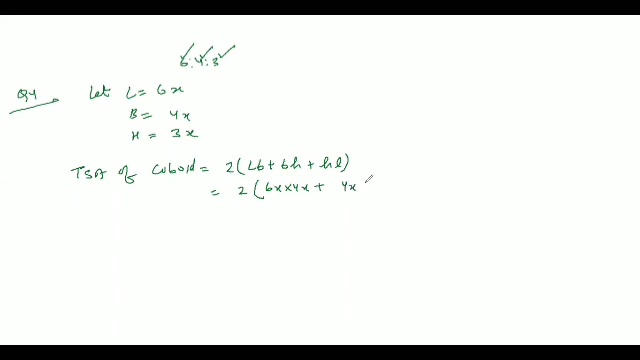 6:4:3
Q4 Let L = 6x
B = 4x
H = 3x
TSA of cuboid = 2(Lb + bh + hl)
= 2(6x×4x + 4x